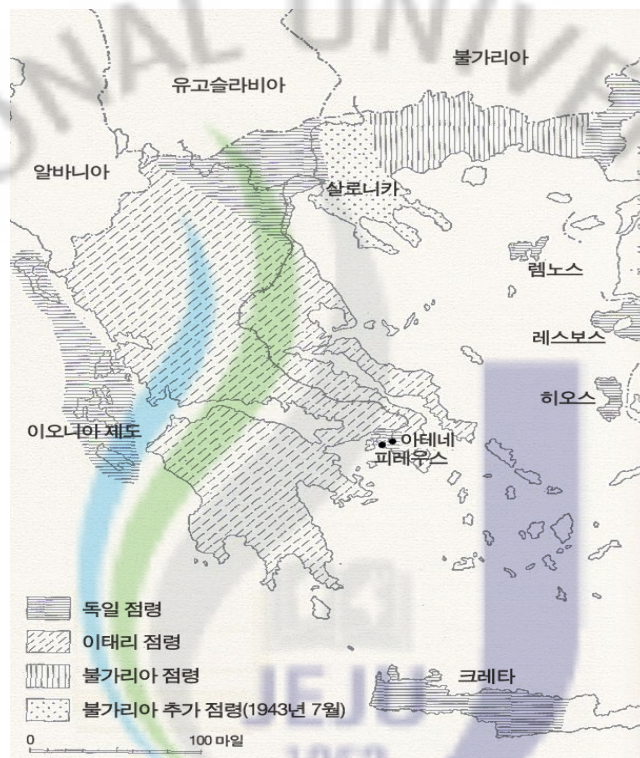 ONAL UNIVE
불가리아
유고슬라비아
알바니아
살로니카
렘노스
레스보스
히오스
이오니아 제도
아테네
피레우스
크레타
독일 점령
이태리 점령
불가리아 점령
불가리아 추가 점령(1943년 7월)
0 100 마일
JEJU
1952